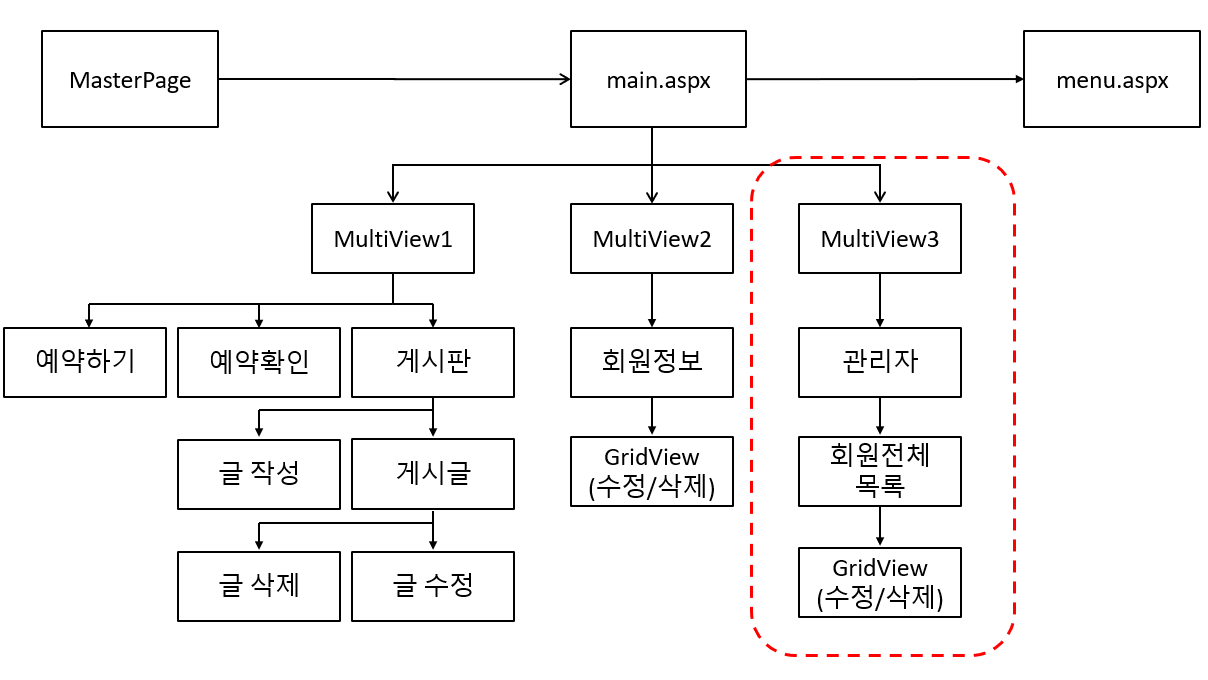 MasterPage
main.aspx
menu.aspx
MultiView1
MultiView2
MultiView3
예약하기
예약확인
게시판
회원정보
관리자
글 작성
게시글
GridView
(수정/삭제)
회원전체
목록
글 삭제
글 수정
GridView
(수정/삭제)